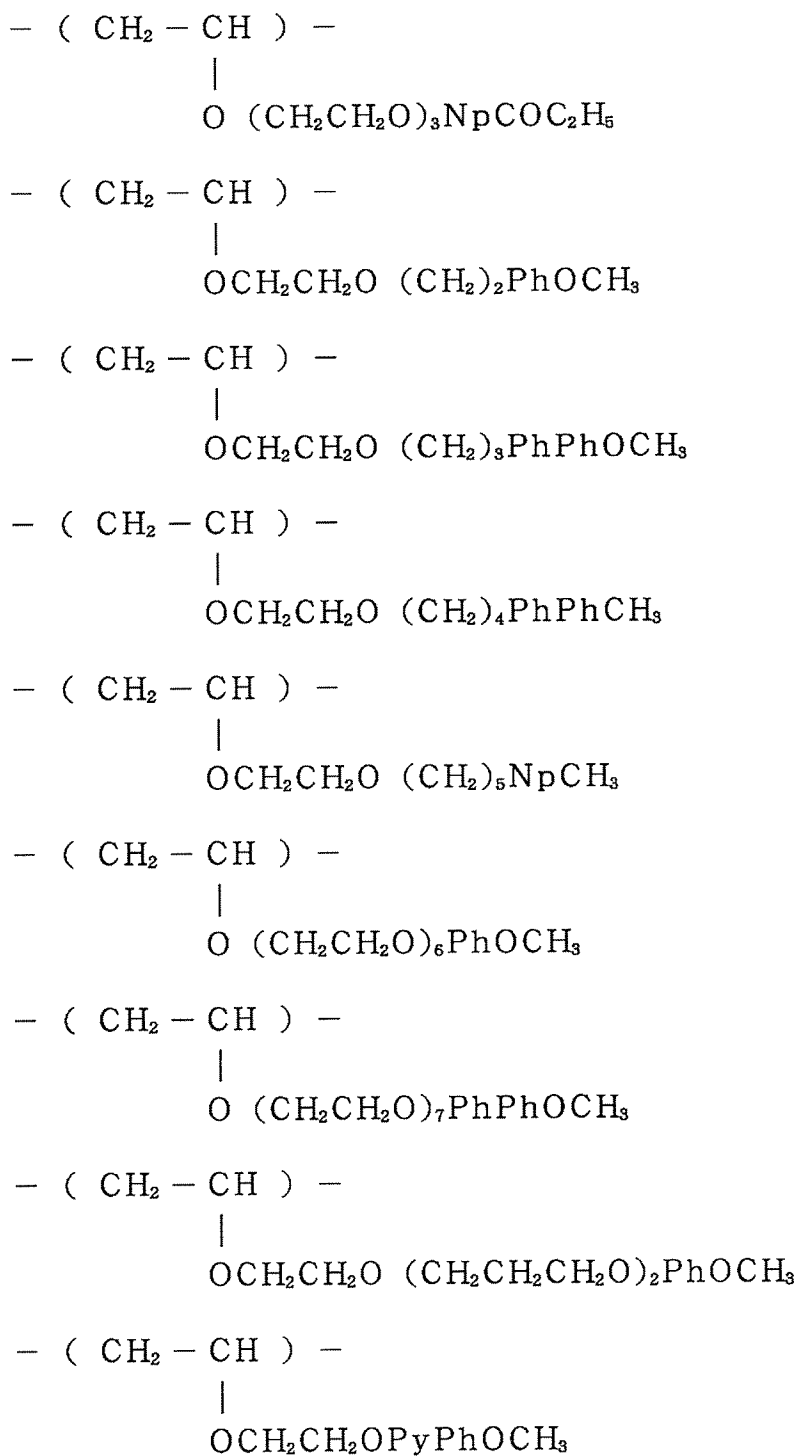 — ( CH₂ — CH ) —
|
O (CH₂CH₂O)₃NpCOC₂H₅
— ( CH₂ — CH ) —
|
OCH₂CH₂O (CH₂)₂PhOCH₃
— ( CH₂ — CH ) —
|
OCH₂CH₂O (CH₂)₃PhPhOCH₃
— ( CH₂ — CH ) —
|
OCH₂CH₂O (CH₂)₄PhPhCH₃
— ( CH₂ — CH ) —
|
OCH₂CH₂O (CH₂)₅NpCH₃
— ( CH₂ — CH ) —
|
O (CH₂CH₂O)₆PhOCH₃
— ( CH₂ — CH ) —
|
O (CH₂CH₂O)₇PhPhOCH₃
— ( CH₂ — CH ) —
|
OCH₂CH₂O (CH₂CH₂CH₂O)₂PhOCH₃
— ( CH₂ — CH ) —
|
OCH₂CH₂OPyPhOCH₃